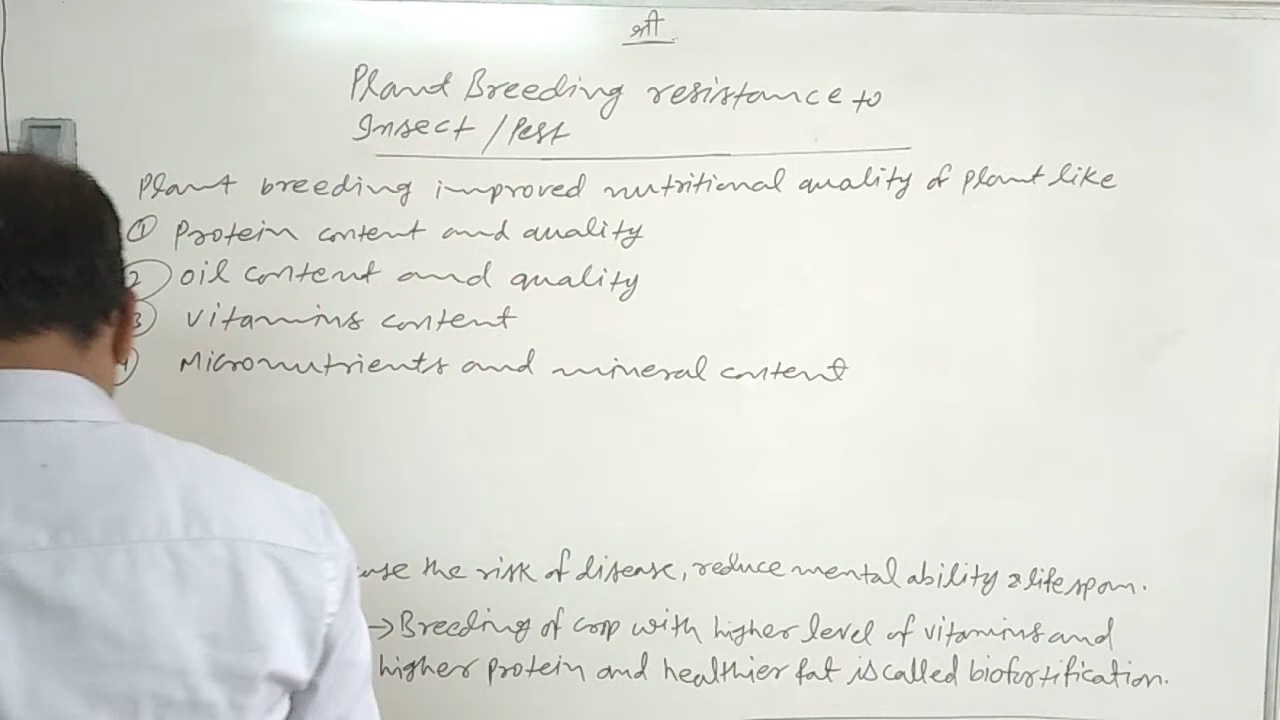 श्री
Plant Breeding resistance to
Insect / Pest
Plant breeding improved nutritional quality of plant like
① Protein content and quality
2) oil content and quality
3) vitamins content
4) Micronutrients and mineral content
the risk of disease, reduce mental ability & life span.
→ Breeding of crop with higher level of vitamins and
higher protein and healthier fat is called biofortification.